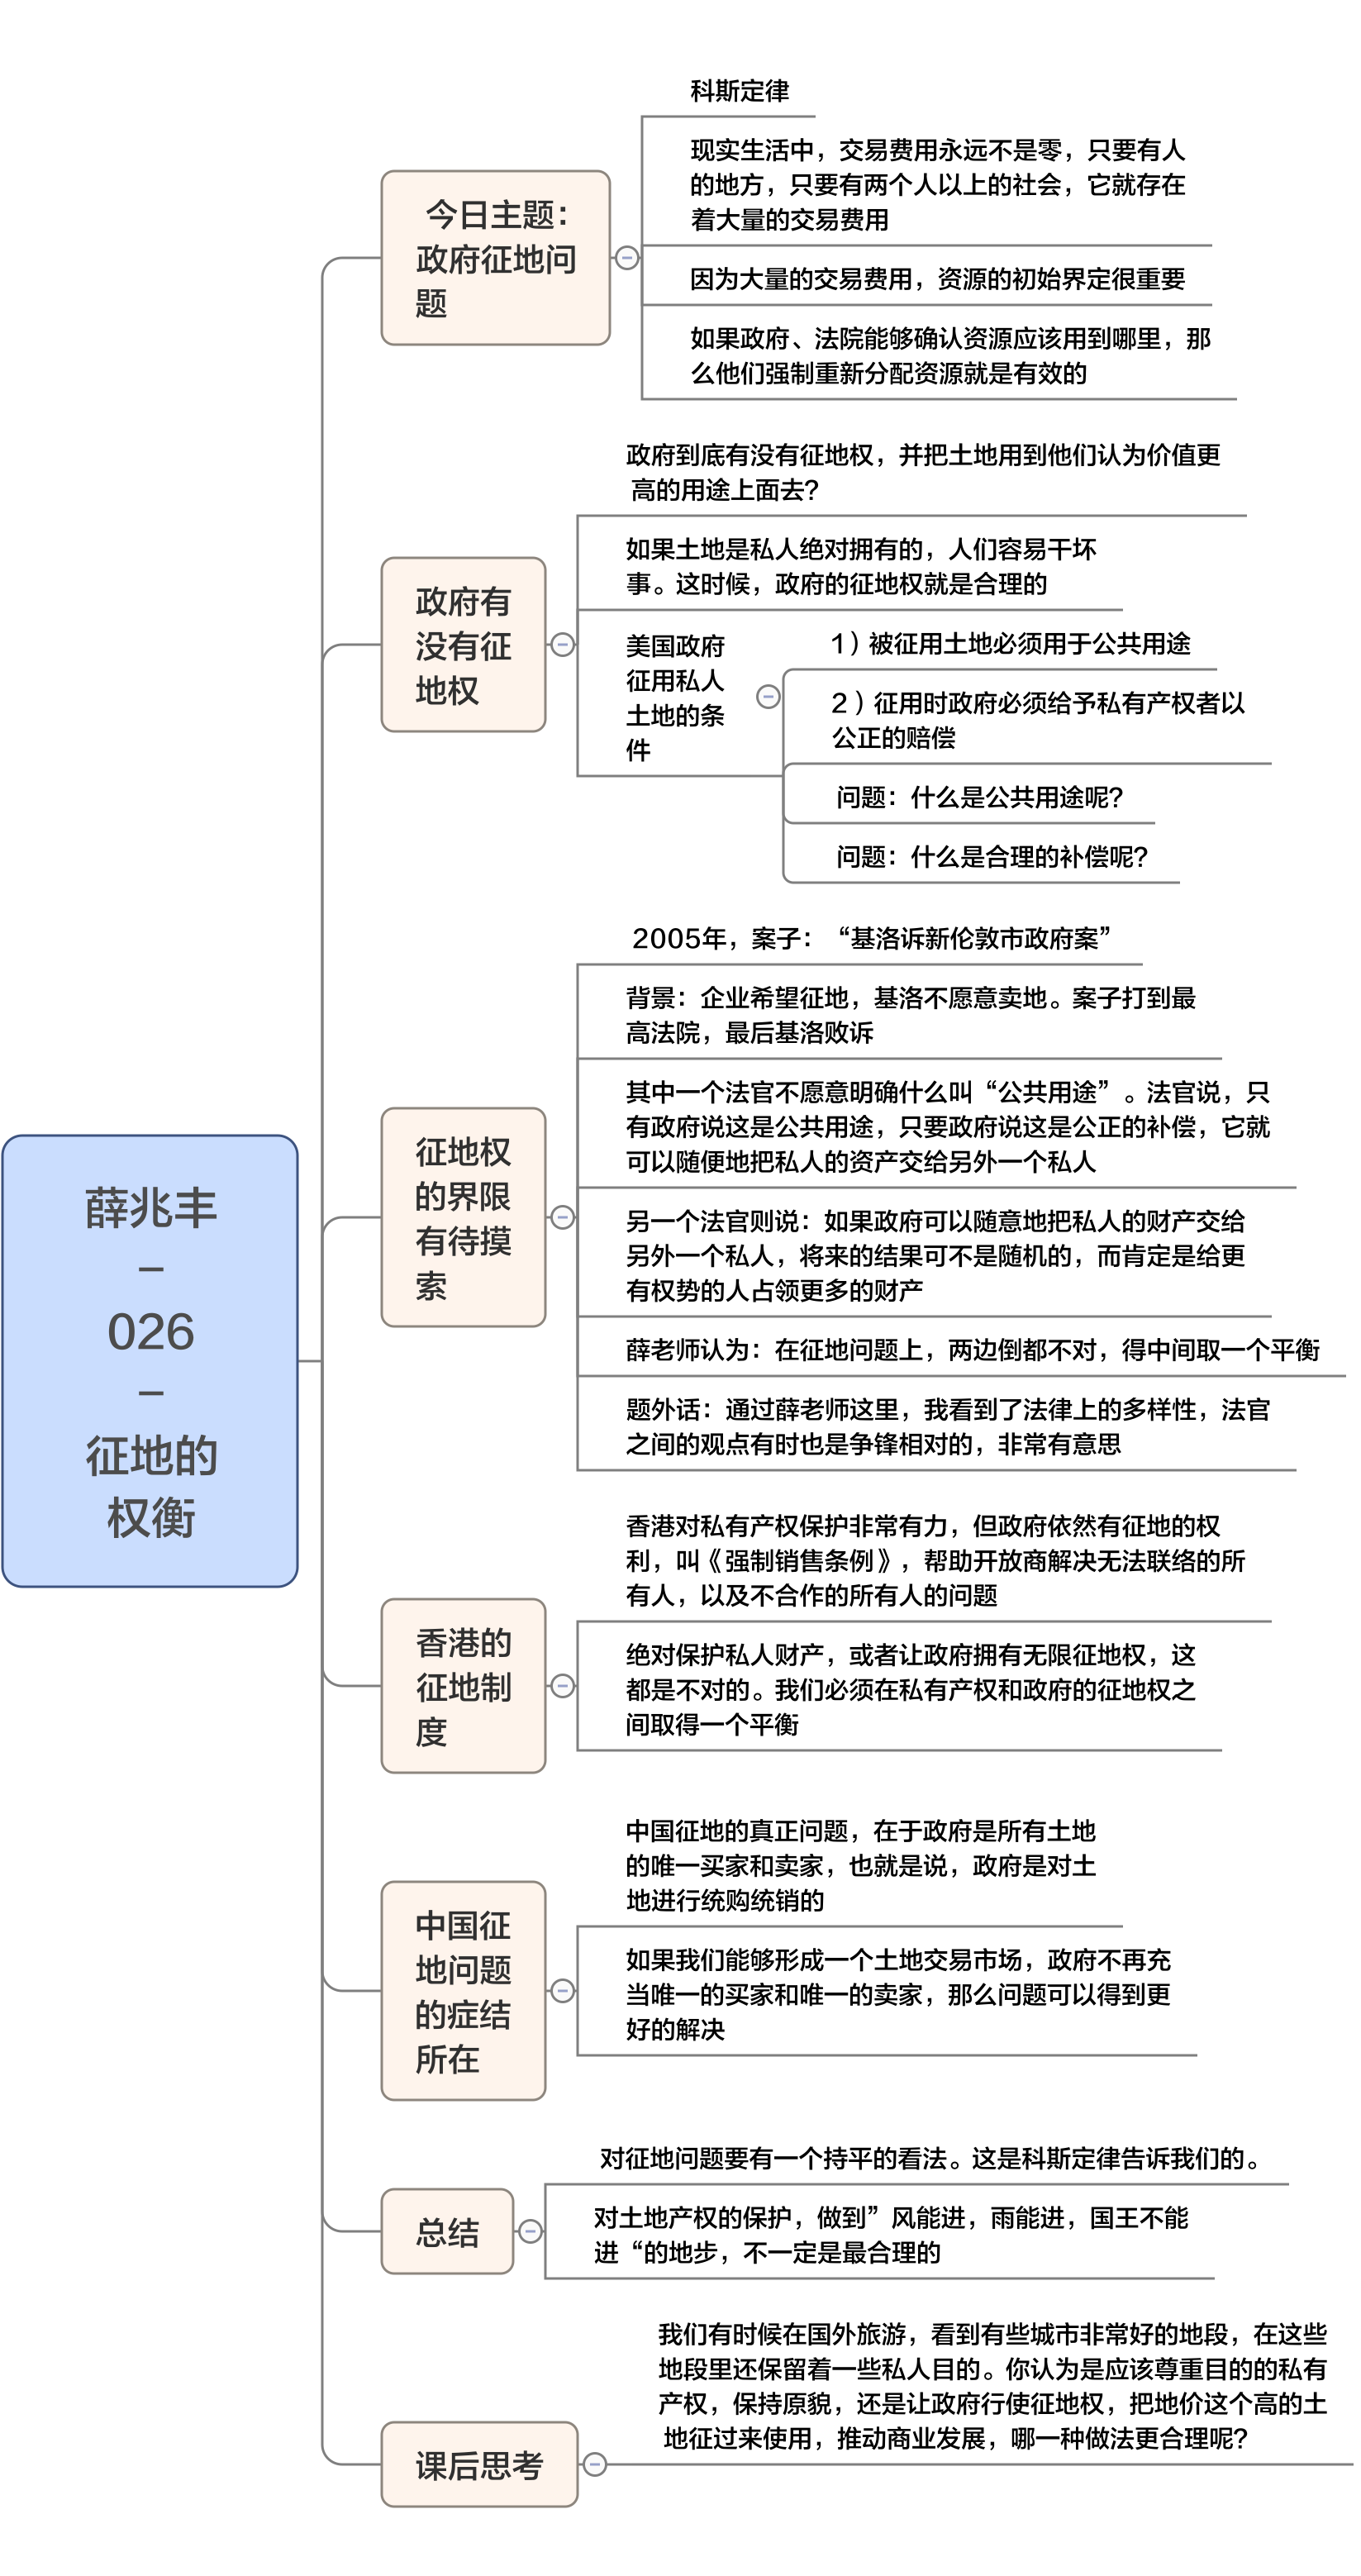 薛兆丰
–
026
–
征地的
权衡
今日主题：
政府征地问
题
科斯定律
现实生活中，交易费用永远不是零，只要有人
的地方，只要有两个人以上的社会，它就存在
着大量的交易费用
因为大量的交易费用，资源的初始界定很重要
如果政府、法院能够确认资源应该用到哪里，那
么他们强制重新分配资源就是有效的
政府有
没有征
地权
政府到底有没有征地权，并把土地用到他们认为价值更
高的用途上面去？
如果土地是私人绝对拥有的，人们容易干坏
事。这时候，政府的征地权就是合理的
美国政府
征用私人
土地的条
件
1）被征用土地必须用于公共用途
2）征用时政府必须给予私有产权者以
公正的赔偿
问题：什么是公共用途呢？
问题：什么是合理的补偿呢？
征地权
的界限
有待摸
索
2005年，案子：“基洛诉新伦敦市政府案”
背景：企业希望征地，基洛不愿意卖地。案子打到最
高法院，最后基洛败诉
其中一个法官不愿意明确什么叫“公共用途”。法官说，只
有政府说这是公共用途，只要政府说这是公正的补偿，它就
可以随便地把私人的资产交给另外一个私人
另一个法官则说：如果政府可以随意地把私人的财产交给
另外一个私人，将来的结果可不是随机的，而肯定是给更
有权势的人占领更多的财产
薛老师认为：在征地问题上，两边倒都不对，得中间取一个平衡
题外话：通过薛老师这里，我看到了法律上的多样性，法官
之间的观点有时也是争锋相对的，非常有意思
香港的
征地制
度
香港对私有产权保护非常有力，但政府依然有征地的权
利，叫《强制销售条例》，帮助开放商解决无法联络的所
有人，以及不合作的所有人的问题
绝对保护私人财产，或者让政府拥有无限征地权，这
都是不对的。我们必须在私有产权和政府的征地权之
间取得一个平衡
中国征
地问题
的症结
所在
中国征地的真正问题，在于政府是所有土地
的唯一买家和卖家，也就是说，政府是对土
地进行统购统销的
如果我们能够形成一个土地交易市场，政府不再充
当唯一的买家和唯一的卖家，那么问题可以得到更
好的解决
总结
对征地问题要有一个持平的看法。这是科斯定律告诉我们的。
对土地产权的保护，做到”风能进，雨能进，国王不能
进“的地步，不一定是最合理的
课后思考
我们有时候在国外旅游，看到有些城市非常好的地段，在这些
地段里还保留着一些私人目的。你认为是应该尊重目的的私有
产权，保持原貌，还是让政府行使征地权，把地价这个高的土
地征过来使用，推动商业发展，哪一种做法更合理呢？